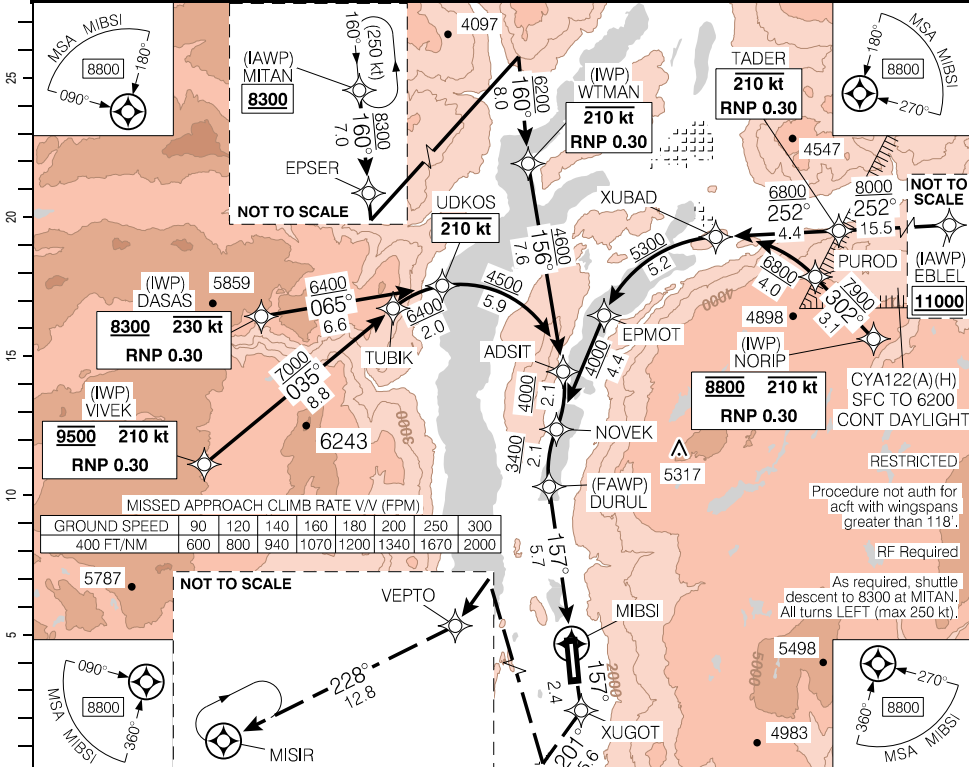 MSA MIBSI
8800
180°
090°
(IAWP)
MITAN
8300
160°
(250 kt)
8300
160°
7.0
EPSER
NOT TO SCALE
4097
6200
160°
8.0
(IWP)
WTMAN
210 kt
RNP 0.30
TADER
210 kt
RNP 0.30
MSA MIBSI
180°
8800
270°
4547
25
20
15
10
5
UDKOS
210 kt
XUBAD
6800
252°
4.4
8000
252°
15.5
NOT TO
SCALE
(IAWP)
EBLEL
11000
PUROD
4600
156°
7.6
5300
5.2
6800
4.0
7900
302°
3.1
(IWP)
DASAS
5859
8300 230 kt
RNP 0.30
6400
065°
6.6
6400
2.0
4500
5.9
TUBIK
ADSIT
EPMOT
4000
4.4
4000
4898
(IWP)
NORIP
8800 210 kt
RNP 0.30
CYA122(A)(H)
SFC TO 6200
CONT DAYLIGHT
(IWP)
VIVEK
9500 210 kt
RNP 0.30
7000
035°
8.8
6243
3000
4000
2.1
NOVEK
3400
2.1
(FAWP)
DURUL
5317
RESTRICTED
Procedure not auth for
acft with wingspans
greater than 118'.
RF Required
As required, shuttle
descent to 8300 at MITAN.
All turns LEFT (max 250 kt).
MISSED APPROACH CLIMB RATE V/V (FPM)
GROUND SPEED 90 120 140 160 180 200 250 300
400 FT/NM 600 800 940 1070 1200 1340 1670 2000
5787
157°
5.7
MIBSI
NOT TO SCALE
VEPTO
228°
12.8
MISIR
157°
2.4
2000
XUGOT
201°
5.6
5498
5000
4983
090°
8800
360°
MSA MIBSI
270°
8800
360°
MSA MIBSI